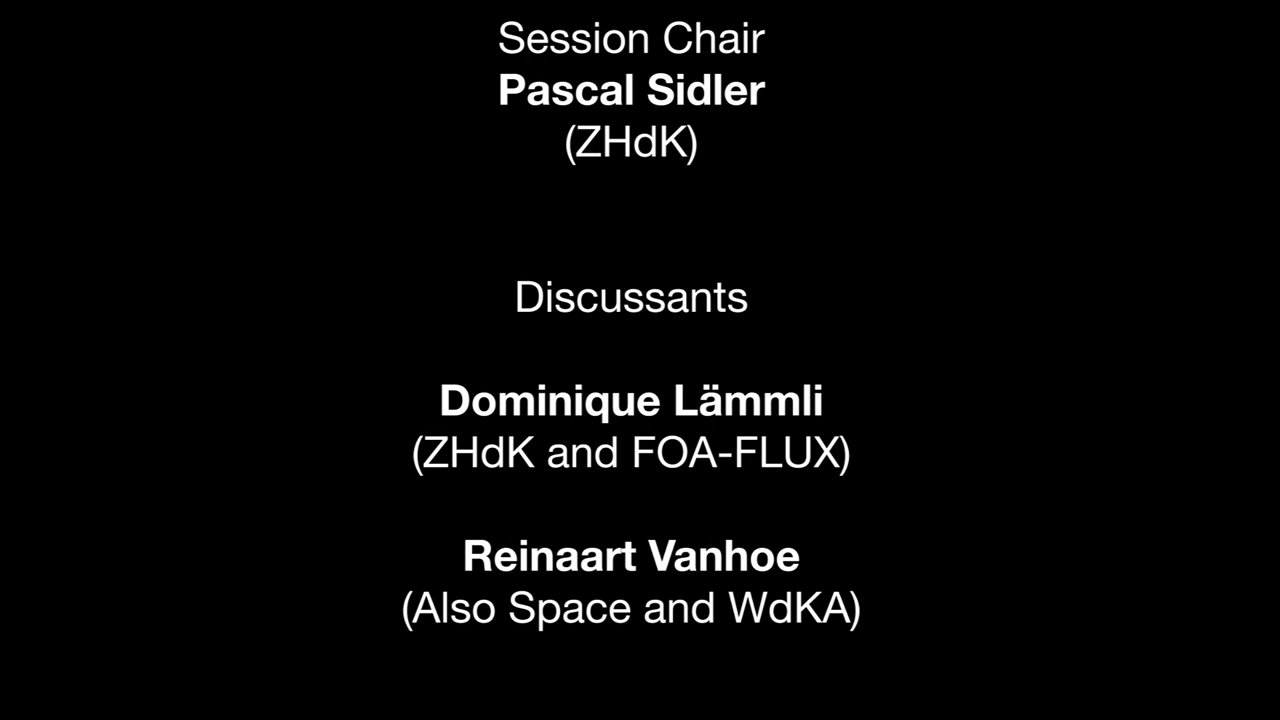 Session Chair
Pascal Sidler
(ZHdK)
Discussants
Dominique Lämmli
(ZHdK and FOA-FLUX)
Reinaart Vanhoe
(Also Space and WdKA)